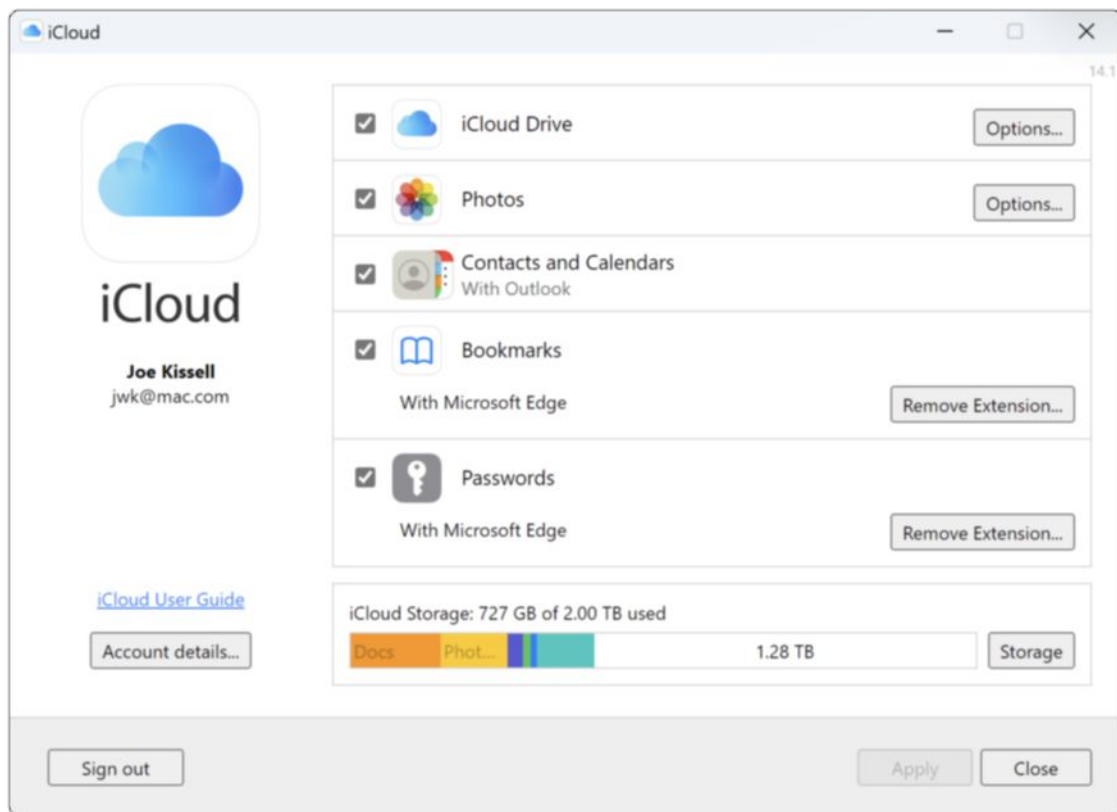 iCloud
14.1
iCloud
Joe Kissell
jwk@mac.com
iCloud User Guide
Account details...
iCloud Drive
Options...
Photos
Options...
Contacts and Calendars
With Outlook
Bookmarks
With Microsoft Edge
Remove Extension...
Passwords
With Microsoft Edge
Remove Extension...
iCloud Storage: 727 GB of 2.00 TB used
Docs Phot... 1.28 TB
Storage
Sign out
Apply
Close